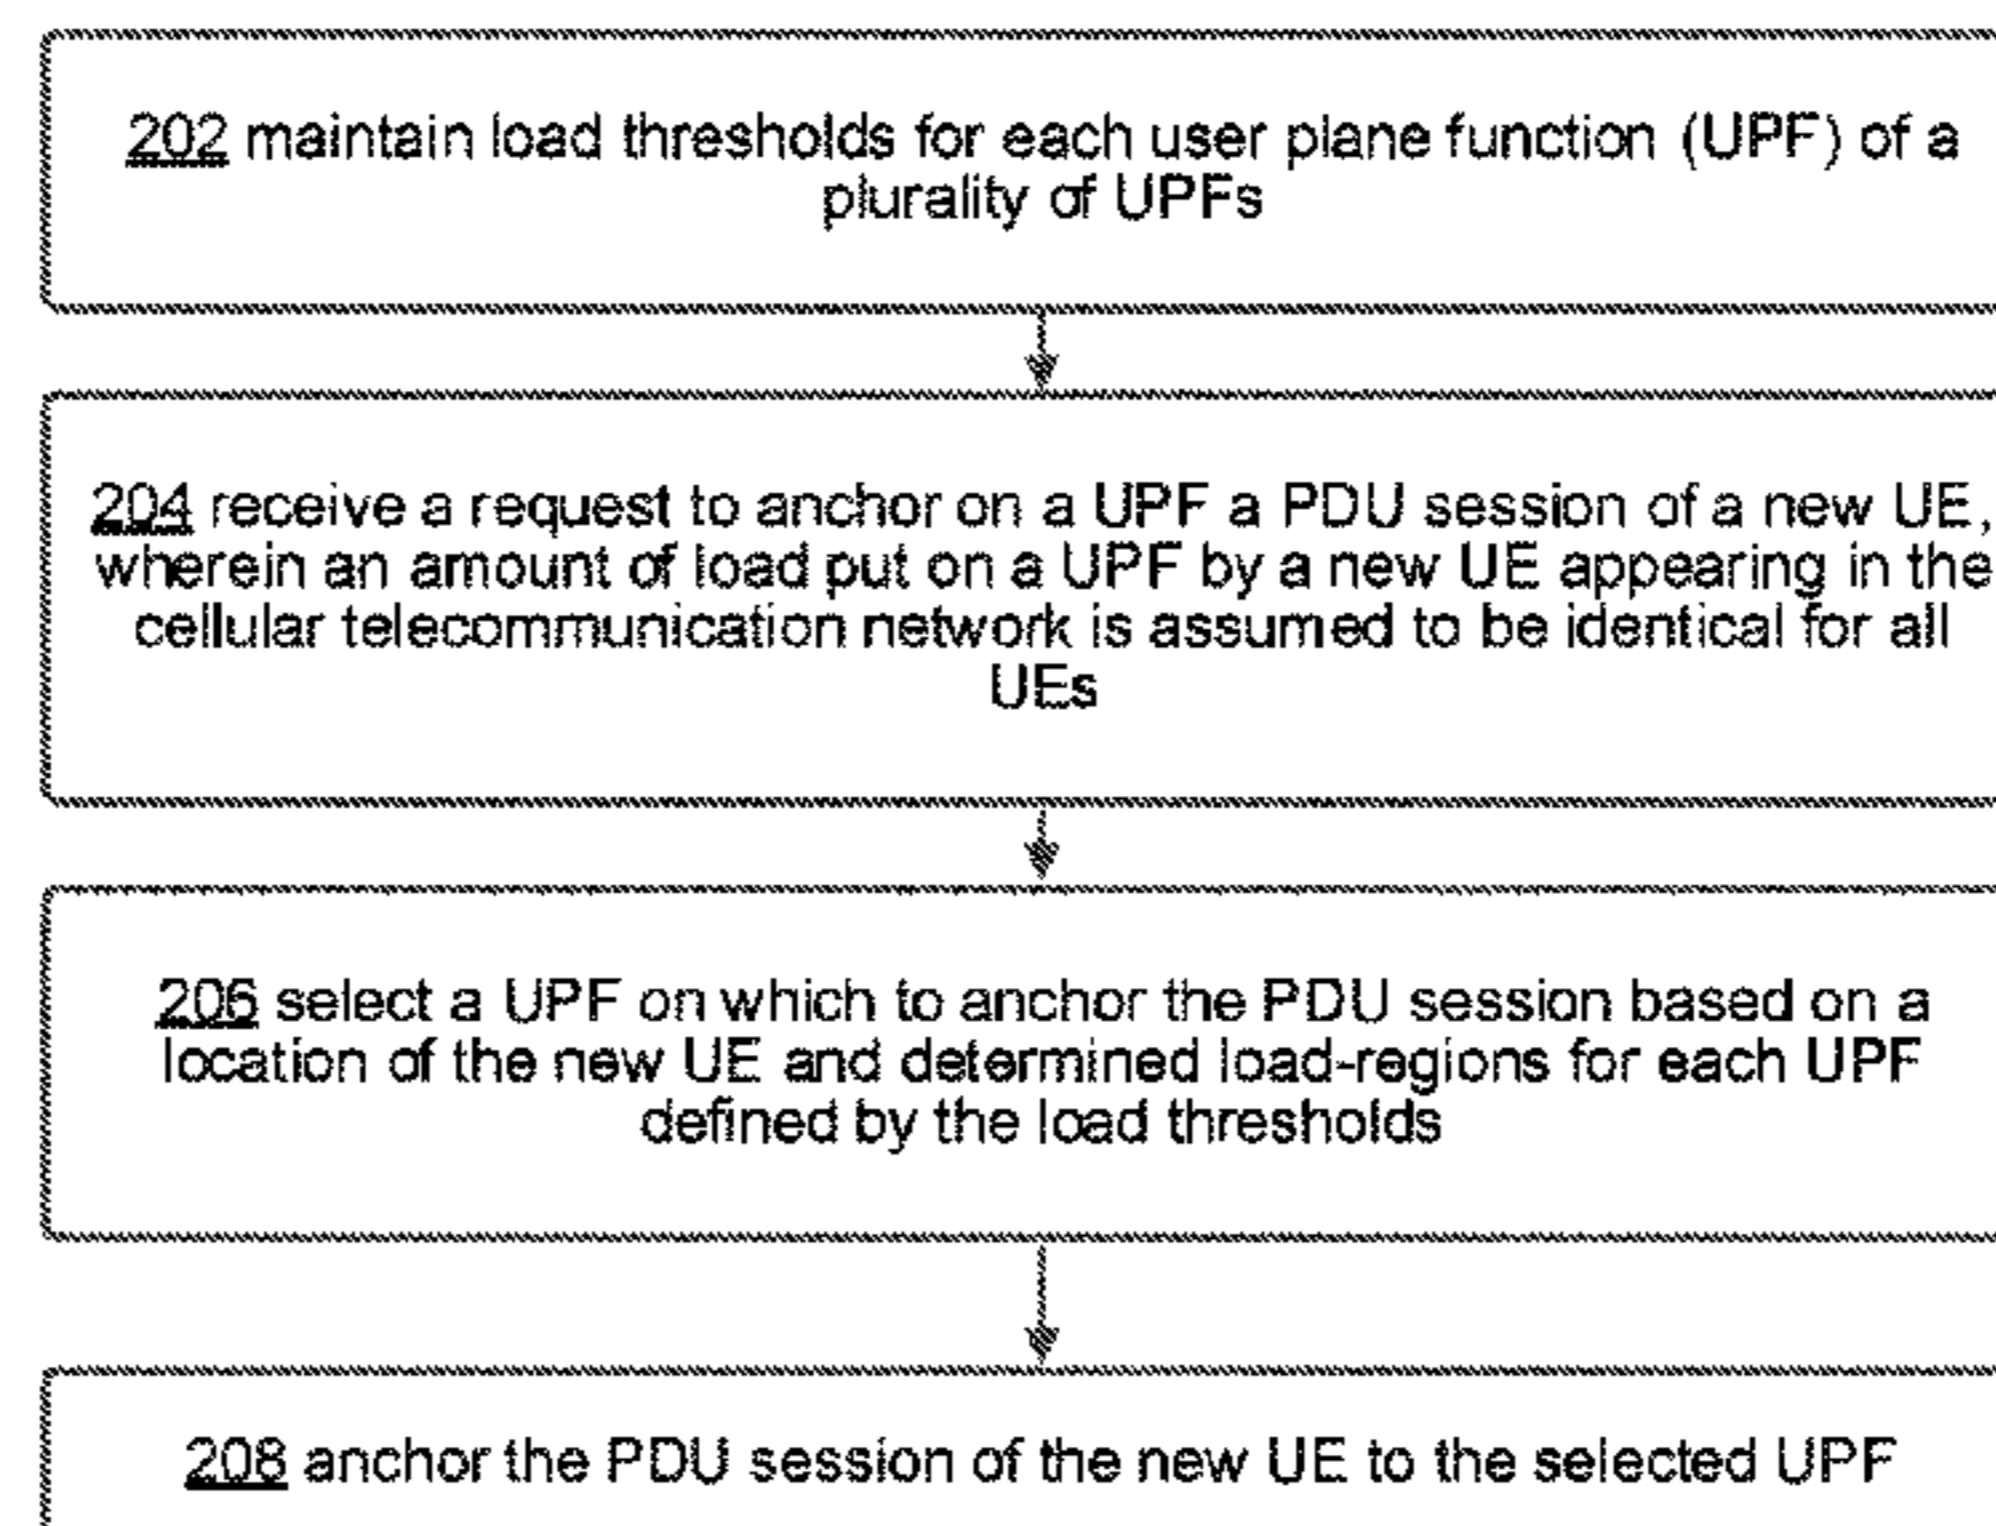 202 maintain load thresholds for each user plane function (UPF) of a
plurality of UPFs
204 receive a request to anchor on a UPF a PDU session of a new UE,
wherein an amount of load put on a UPF by a new UE appearing in the
cellular telecommunication network is assumed to be identical for all
UEs
206 select a UPF on which to anchor the PDU session based on a
location of the new UE and determined load-regions for each UPF
defined by the load thresholds
208 anchor the PDU session of the new UE to the selected UPF